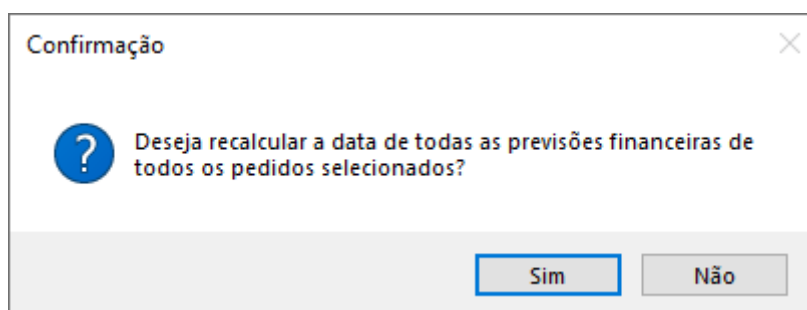 Confirmação
Deseja recalcular a data de todas as previsões financeiras de
todos os pedidos selecionados?
Sim
Não